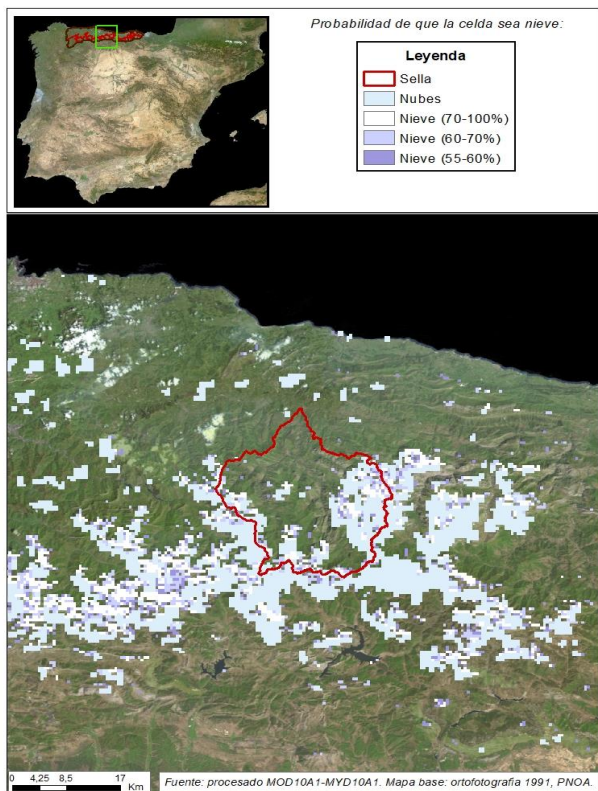 Probabilidad de que la celda sea nieve:
Leyenda
Sella
Nubes
Nieve (70-100%)
Nieve (60-70%)
Nieve (55-60%)
0 4,25 8,5 17
Km
Fuente: procesado MOD10A1-MYD10A1. Mapa base: ortofotografia 1991, PNOA.